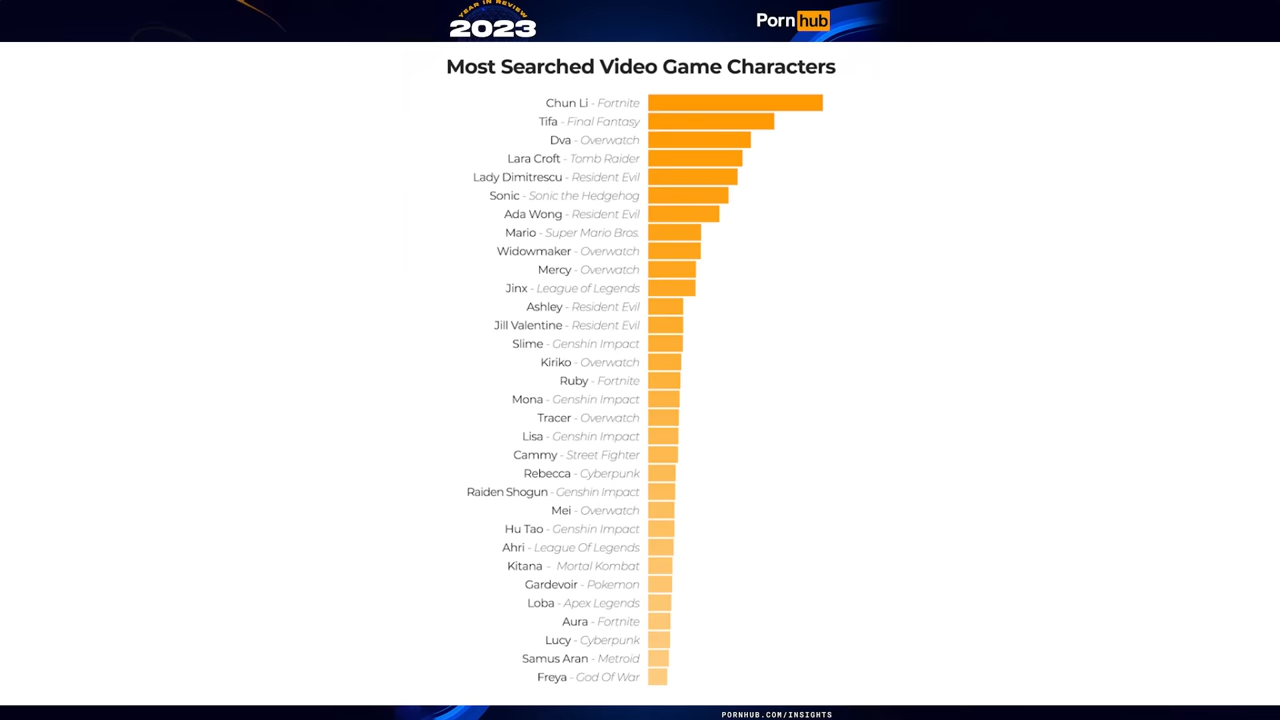 YEAR IN REVIEW
2023
Porn hub
Most Searched Video Game Characters
Chun Li - Fortnite
Tifa - Final Fantasy
Dva - Overwatch
Lara Croft - Tomb Raider
Lady Dimitrescu - Resident Evil
Sonic - Sonic the Hedgehog
Ada Wong - Resident Evil
Mario - Super Mario Bros.
Widowmaker - Overwatch
Mercy - Overwatch
Jinx - League of Legends
Ashley - Resident Evil
Jill Valentine - Resident Evil
Slime - Genshin Impact
Kiriko - Overwatch
Ruby - Fortnite
Mona - Genshin Impact
Tracer - Overwatch
Lisa - Genshin Impact
Cammy - Street Fighter
Rebecca - Cyberpunk
Raiden Shogun - Genshin Impact
Mei - Overwatch
Hu Tao - Genshin Impact
Ahri - League Of Legends
Kitana - Mortal Kombat
Gardevoir - Pokemon
Loba - Apex Legends
Aura - Fortnite
Lucy - Cyberpunk
Samus Aran - Metroid
Freya - God Of War
PORNHUB.COM/INSIGHTS